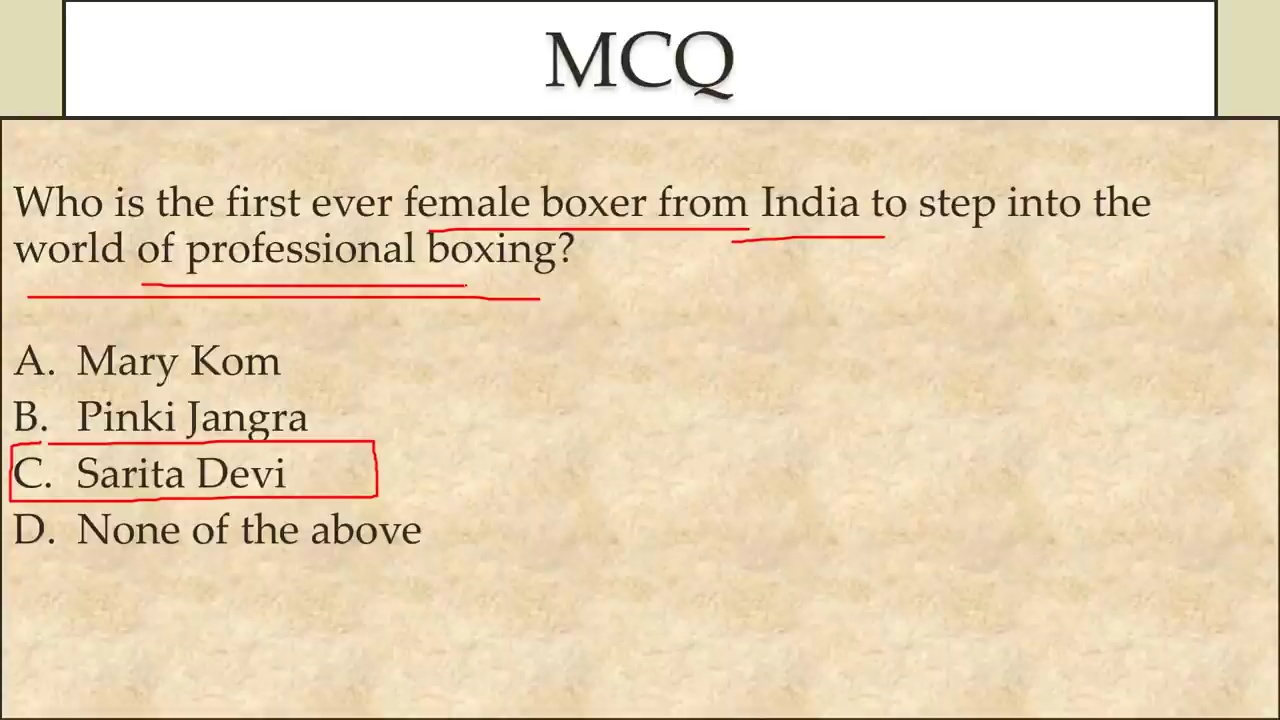 MCQ
Who is the first ever female boxer from India to step into the
world of professional boxing?
A. Mary Kom
B. Pinki Jangra
C. Sarita Devi
D. None of the above